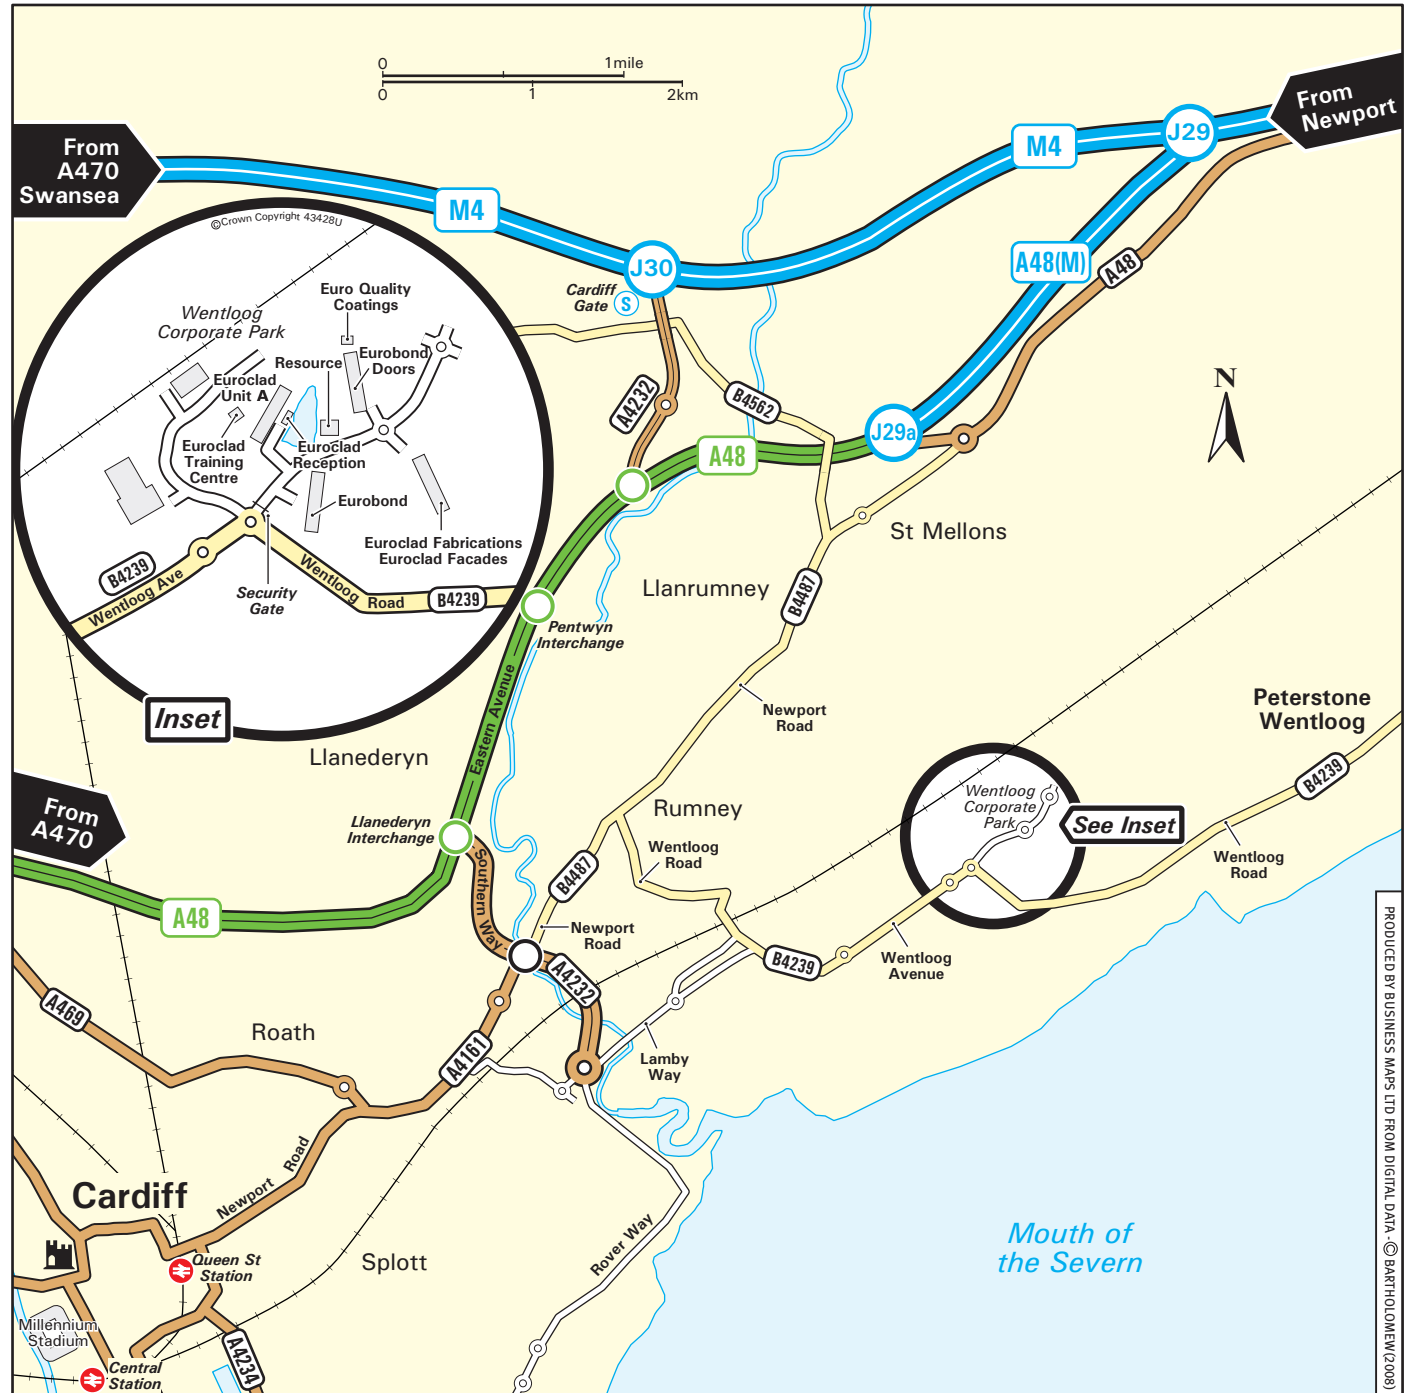 0
1mile
0
1
2km
From
Newport
From
A470
Swansea
M4
M4
J29
J30
A48(M)
A48
©Crown Copyright 43428U
Cardiff
Gate
S
Wentloog
Corporate Park
Euro Quality
Coatings
Resource
Eurobond
Doors
Euroclad
Unit A
Euroclad
Training
Centre
Euroclad
Reception
Eurobond
Euroclad Fabrications
Euroclad Facades
Security
Gate
B4239
Wentloog Ave
Wentloog
Road
B4239
Inset
A4232
B4562
J29a
A48
N
St Mellons
Llanrumney
B4487
Pentwyn
Interchange
Eastern Avenue
Newport
Road
Peterstone
Wentloog
Llanederyn
From
A470
Llanederyn
Interchange
Rumney
Wentloog
Corporate
Park
See Inset
B4239
Wentloog
Road
Wentloog
Road
Southern Way
B4487
A48
Newport
Road
A4232
B4239
Wentloog
Avenue
A469
Roath
A4161
Lamby
Way
Newport
Road
Cardiff
Queen St
Station
Splott
Rover Way
Mouth of
the Severn
Millennium
Stadium
A4234
Central
Station
PRODUCED BY BUSINESS MAPS LTD FROM DIGITAL DATA - © BARTHOLOMEW(2008)